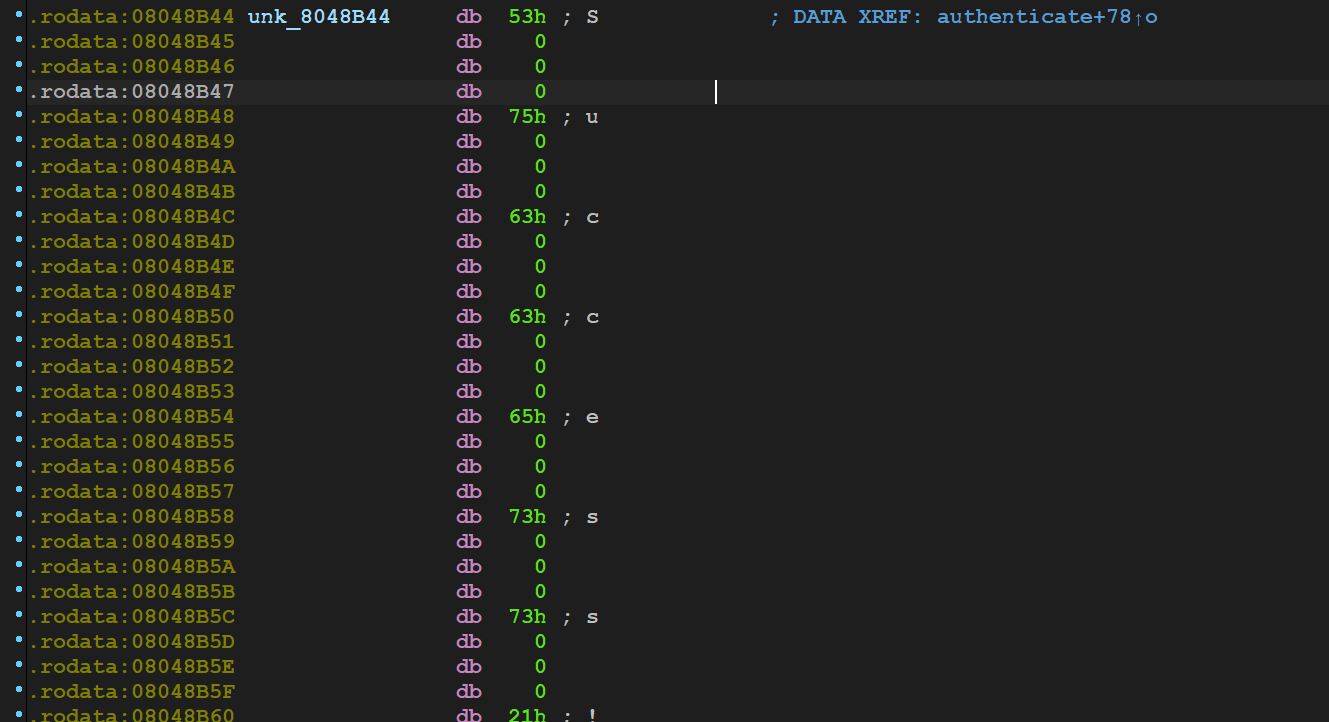 .rodata:08048B44 unk_8048B44 db 53h ; S ; DATA XREF: authenticate+78↑o
.rodata:08048B45 db 0
.rodata:08048B46 db 0
.rodata:08048B47 db 0
.rodata:08048B48 db 75h ; u
.rodata:08048B49 db 0
.rodata:08048B4A db 0
.rodata:08048B4B db 0
.rodata:08048B4C db 63h ; c
.rodata:08048B4D db 0
.rodata:08048B4E db 0
.rodata:08048B4F db 0
.rodata:08048B50 db 63h ; c
.rodata:08048B51 db 0
.rodata:08048B52 db 0
.rodata:08048B53 db 0
.rodata:08048B54 db 65h ; e
.rodata:08048B55 db 0
.rodata:08048B56 db 0
.rodata:08048B57 db 0
.rodata:08048B58 db 73h ; s
.rodata:08048B59 db 0
.rodata:08048B5A db 0
.rodata:08048B5B db 0
.rodata:08048B5C db 73h ; s
.rodata:08048B5D db 0
.rodata:08048B5E db 0
.rodata:08048B5F db 0
.rodata:08048B60 db 21h ; !